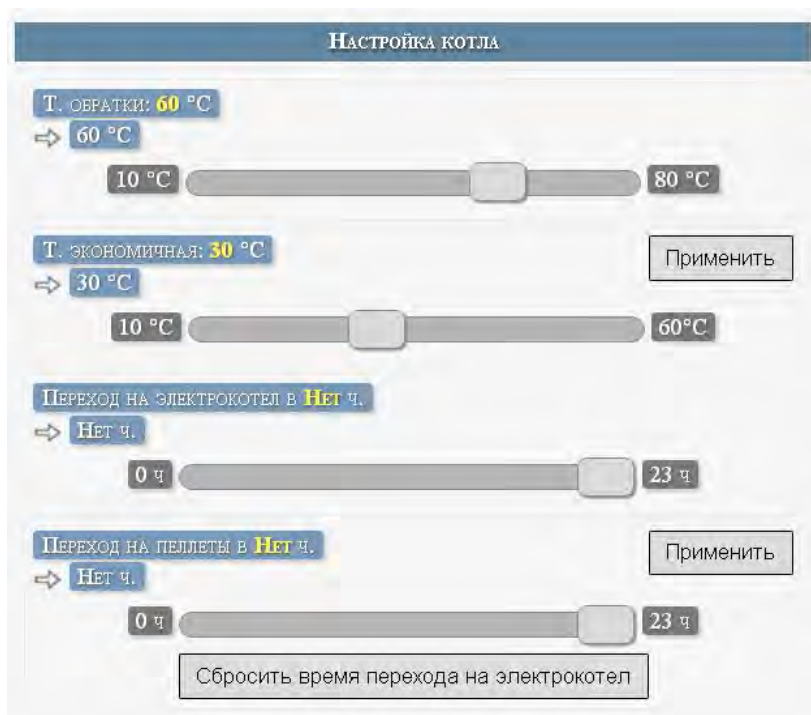 Настройка котла
Т. обратки: 60 °C
⇨ 60 °C
10 °C 80 °C
Т. экономичная: 30 °C
Применить
⇨ 30 °C
10 °C 60°C
Переход на электрокотел в Нет ч.
⇨ Нет ч.
0 ч 23 ч
Переход на пеллеты в Нет ч.
Применить
⇨ Нет ч.
0 ч 23 ч
Сбросить время перехода на электрокотел